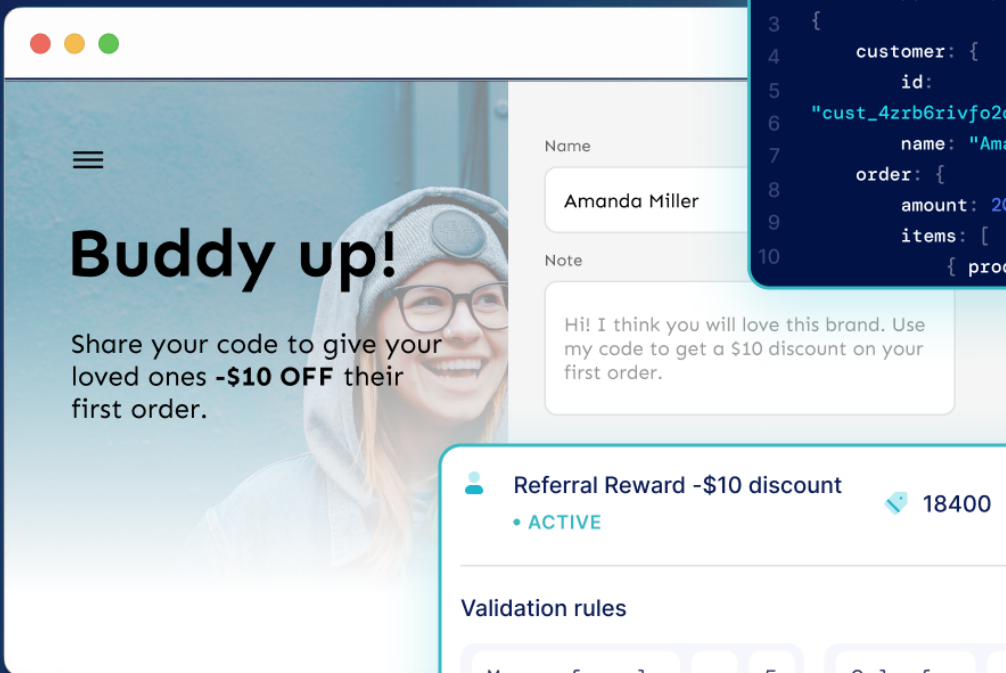 Buddy up!
Share your code to give your
loved ones -$10 OFF their
first order.
Name
Amanda Miller
Note
Hi! I think you will love this brand. Use
my code to get a $10 discount on your
first order.
3 {
4 customer: {
5 id:
6 "cust_4zrb6rivfo2
7 name: "Am
8 order: {
9 amount: 20
items: [
10 { pro
Referral Reward -$10 discount
• ACTIVE
18400
Validation rules